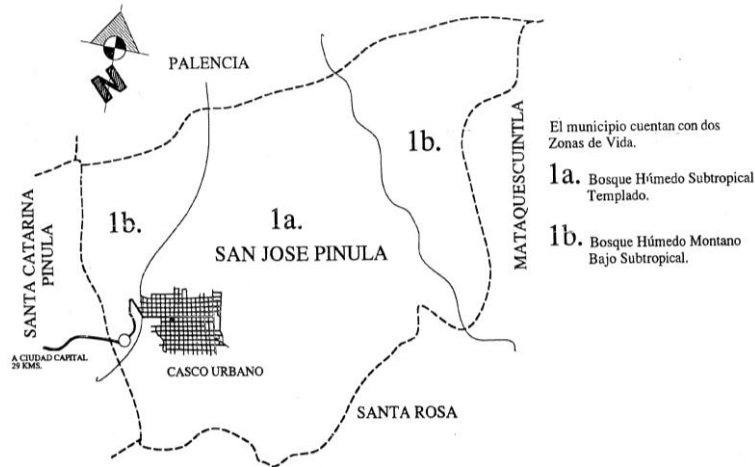 N
PALENCIA
1b.
1b.
1a.
SAN JOSE PINULA
SANTA CATARINA
PINULA
MATAQUESCUINTLA
A CIUDAD CAPITAL
29 KMS.
CASCO URBANO
SANTA ROSA
El municipio cuentan con dos
Zonas de Vida.
1a. Bosque Húmedo Subtropical
Templado.
1b. Bosque Húmedo Montano
Bajo Subtropical.